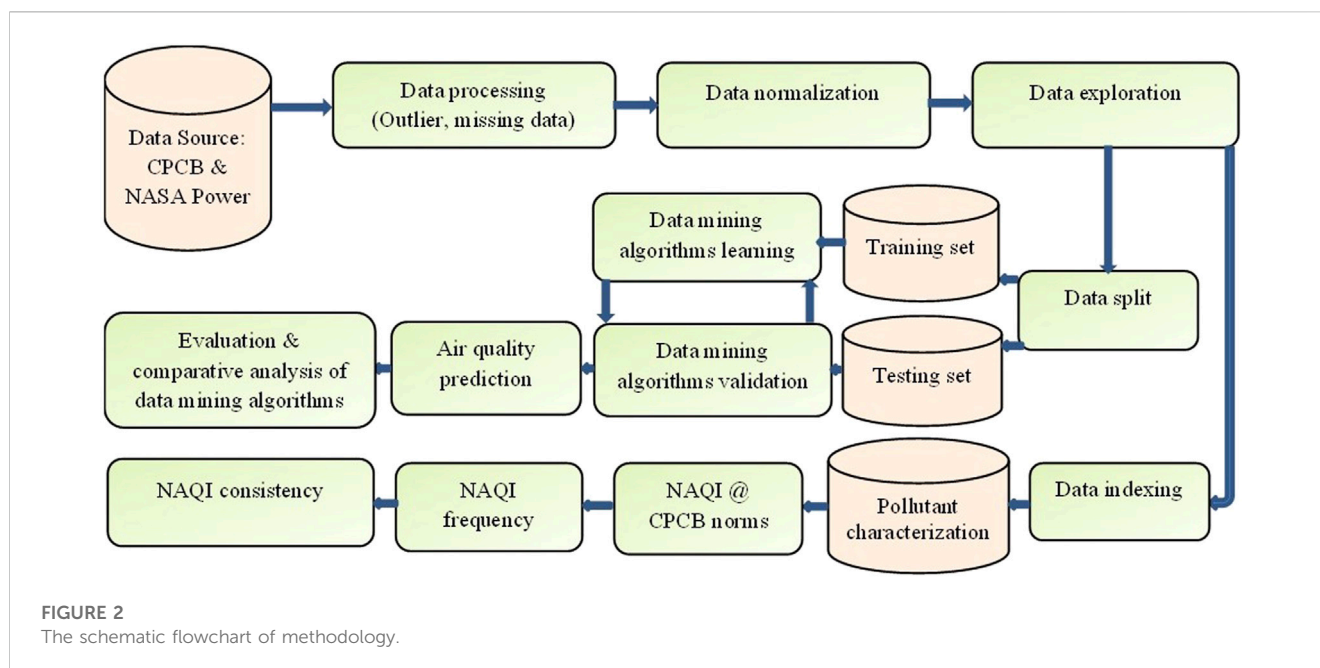 Data Source:
CPCB &
NASA Power
Data processing
(Outlier, missing data)
Data normalization
Data exploration
Data mining
algorithms learning
Training set
Data split
Evaluation &
comparative analysis of
data mining algorithms
Air quality
prediction
Data mining
algorithms validation
Testing set
NAQI consistency
NAQI
frequency
NAQI @
CPCB norms
Pollutant
characterization
Data indexing
FIGURE 2
The schematic flowchart of methodology.